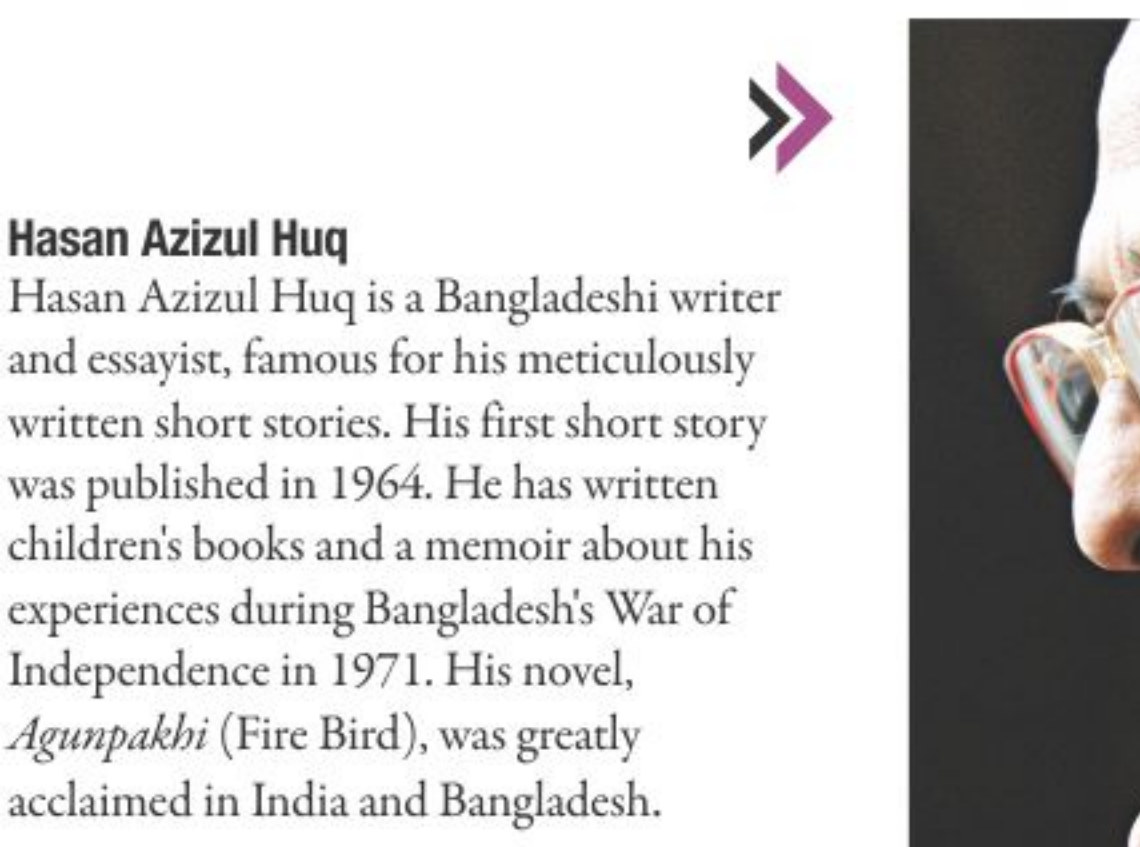 Hasan Azizul Huq
Hasan Azizul Huq is a Bangladeshi writer
and essayist, famous for his meticulously
written short stories. His first short story
was published in 1964. He has written
children's books and a memoir about his
experiences during Bangladesh's War of
Independence in 1971. His novel,
Agunpakhi (Fire Bird), was greatly
acclaimed in India and Bangladesh.